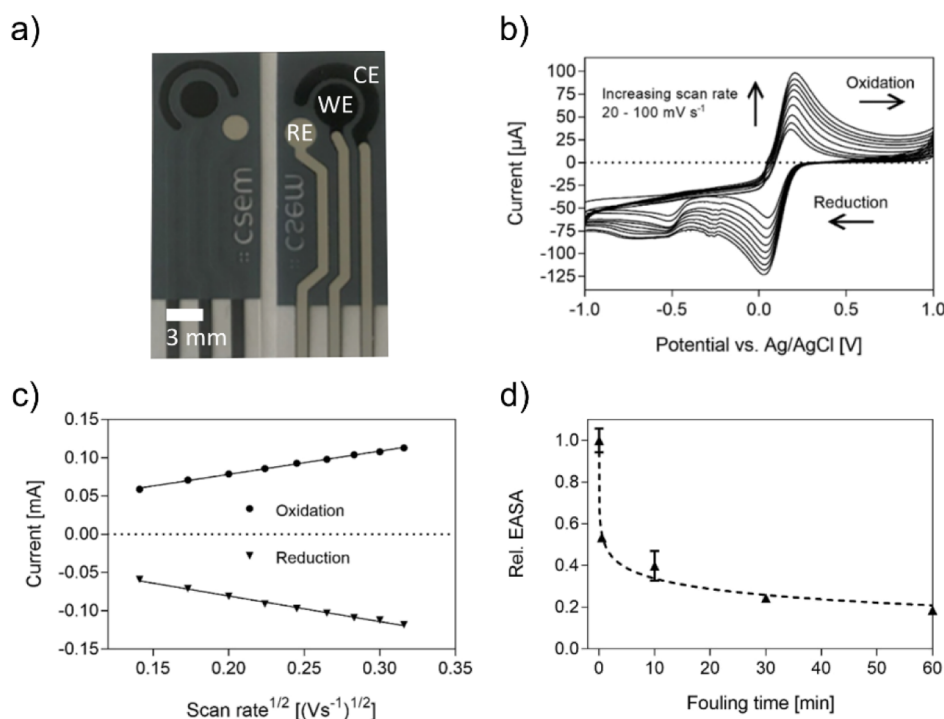 a)
CE
WE
RE
:: csem
:: csem
3 mm
b)
Current [µA]
100
75
50
25
0
-25
-50
-75
-100
-125
Increasing scan rate
20 - 100 mV s⁻¹
Oxidation
Reduction
-1.0 -0.5 0.0 0.5 1.0
Potential vs. Ag/AgCl [V]
c)
Current [mA]
0.15
0.10
0.05
0.00
-0.05
-0.10
-0.15
Oxidation
Reduction
0.15 0.20 0.25 0.30 0.35
Scan rate¹ᐟ² [(Vs⁻¹)¹ᐟ²]
d)
Rel. EASA
1.0
0.8
0.6
0.4
0.2
0.0
0 10 20 30 40 50 60
Fouling time [min]